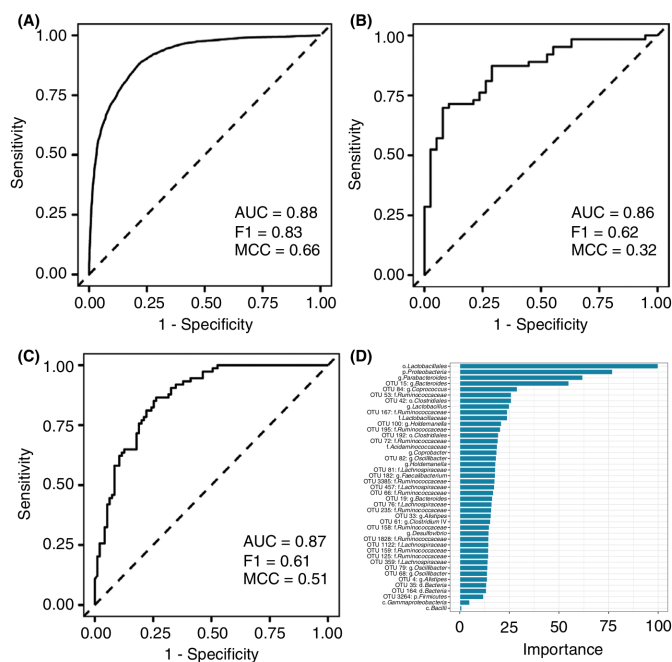 (A)
1.00
0.75
0.50
0.25
0.00
Sensitivity
AUC = 0.88
F1 = 0.83
MCC = 0.66
0.00 0.25 0.50 0.75 1.00
1 - Specificity
(B)
1.00
0.75
0.50
0.25
0.00
Sensitivity
AUC = 0.86
F1 = 0.62
MCC = 0.32
0.00 0.25 0.50 0.75 1.00
1 - Specificity
(C)
1.00
0.75
0.50
0.25
0.00
Sensitivity
AUC = 0.87
F1 = 0.61
MCC = 0.51
0.00 0.25 0.50 0.75 1.00
1 - Specificity
(D)
o.Lactobacillales
p.Proteobacteria
g.Parabacteroides
OTU 15: g.Bacteroides
OTU 84: g.Coprococcus
OTU 53: f.Ruminococcaceae
OTU 42: o.Clostridiales
g.Lactobacillus
OTU 167: f.Ruminococcaceae
f.Lactobacillaceae
OTU 100: g.Holdemanella
OTU 195: f.Ruminococcaceae
OTU 192: o.Clostridiales
OTU 72: f.Ruminococcaceae
f.Acidaminococcaceae
g.Coprobacter
OTU 82: g.Oscillibacter
g.Holdemanella
OTU 81: f.Lachnospiraceae
OTU 182: g.Faecalibacterium
OTU 3385: f.Ruminococcaceae
OTU 457: f.Lachnospiraceae
OTU 66: f.Ruminococcaceae
OTU 19: g.Bacteroides
OTU 76: f.Lachnospiraceae
OTU 235: f.Ruminococcaceae
OTU 33: g.Alistipes
OTU 61: g.Clostridium IV
OTU 158: f.Ruminococcaceae
g.Desulfovibrio
OTU 1828: f.Ruminococcaceae
OTU 1122: f.Lachnospiraceae
OTU 159: f.Ruminococcaceae
OTU 125: f.Ruminococcaceae
OTU 359: f.Lachnospiraceae
OTU 79: g.Oscillibacter
OTU 68: g.Oscillibacter
OTU 4: g.Alistipes
OTU 35: d.Bacteria
OTU 164: d.Bacteria
OTU 3264: p.Firmicutes
c.Gammaproteobacteria
c.Bacilli
0 25 50 75 100
Importance